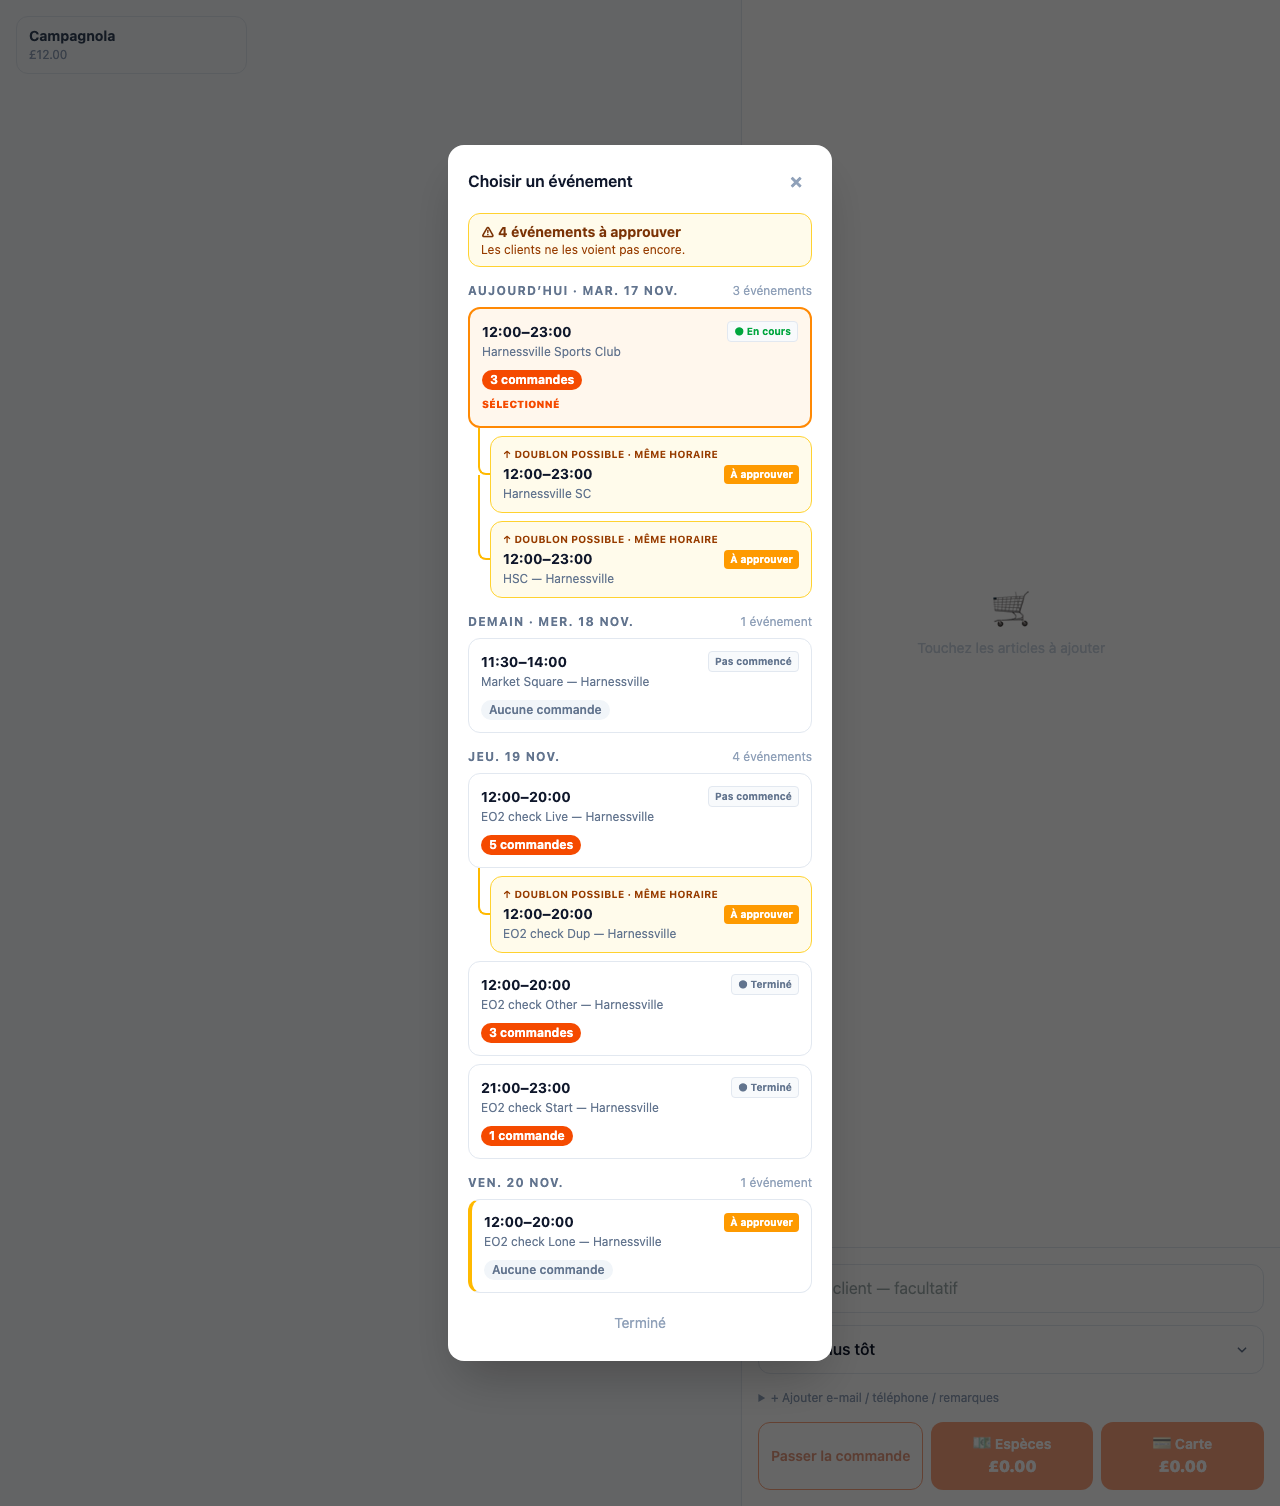 Campagnola
£12.00
Choisir un événement
×
⚠ 4 événements à approuver
Les clients ne les voient pas encore.
AUJOURD'HUI · MAR. 17 NOV.
3 événements
12:00–23:00
En cours
Harnessville Sports Club
3 commandes
SÉLECTIONNÉ
↑ DOUBLON POSSIBLE · MÊME HORAIRE
12:00–23:00
À approuver
Harnessville SC
↑ DOUBLON POSSIBLE · MÊME HORAIRE
12:00–23:00
À approuver
HSC — Harnessville
DEMAIN · MER. 18 NOV.
1 événement
11:30–14:00
Pas commencé
Market Square — Harnessville
Aucune commande
JEU. 19 NOV.
4 événements
12:00–20:00
Pas commencé
EO2 check Live — Harnessville
5 commandes
↑ DOUBLON POSSIBLE · MÊME HORAIRE
12:00–20:00
À approuver
EO2 check Dup — Harnessville
12:00–20:00
Terminé
EO2 check Other — Harnessville
3 commandes
21:00–23:00
Terminé
EO2 check Start — Harnessville
1 commande
VEN. 20 NOV.
1 événement
12:00–20:00
À approuver
EO2 check Lone — Harnessville
Aucune commande
Terminé
Touchez les articles à ajouter
client — facultatif
tôt
+ Ajouter e-mail / téléphone / remarques
Passer la commande
Espèces
£0.00
Carte
£0.00